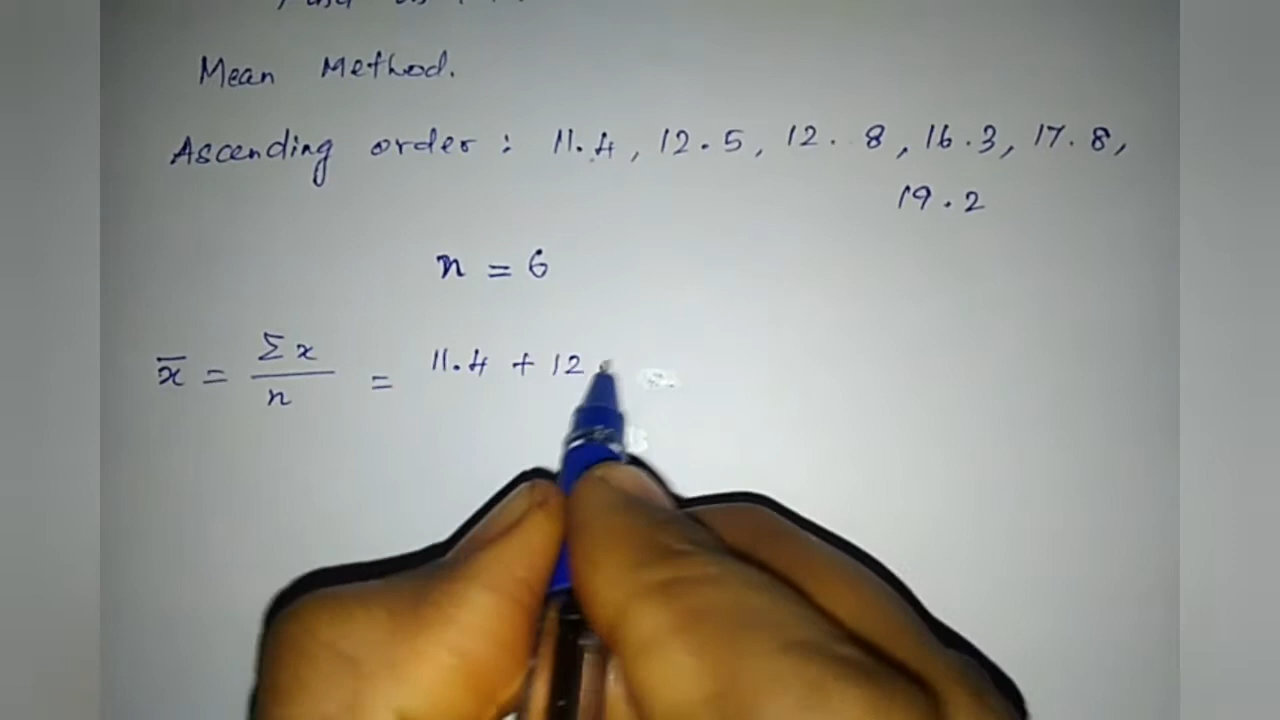 Mean Method.
Ascending order : 11.4, 12.5, 12.8, 16.3, 17.8,
19.2
n = 6
x̄ = Σx / n = 11.4 + 12.